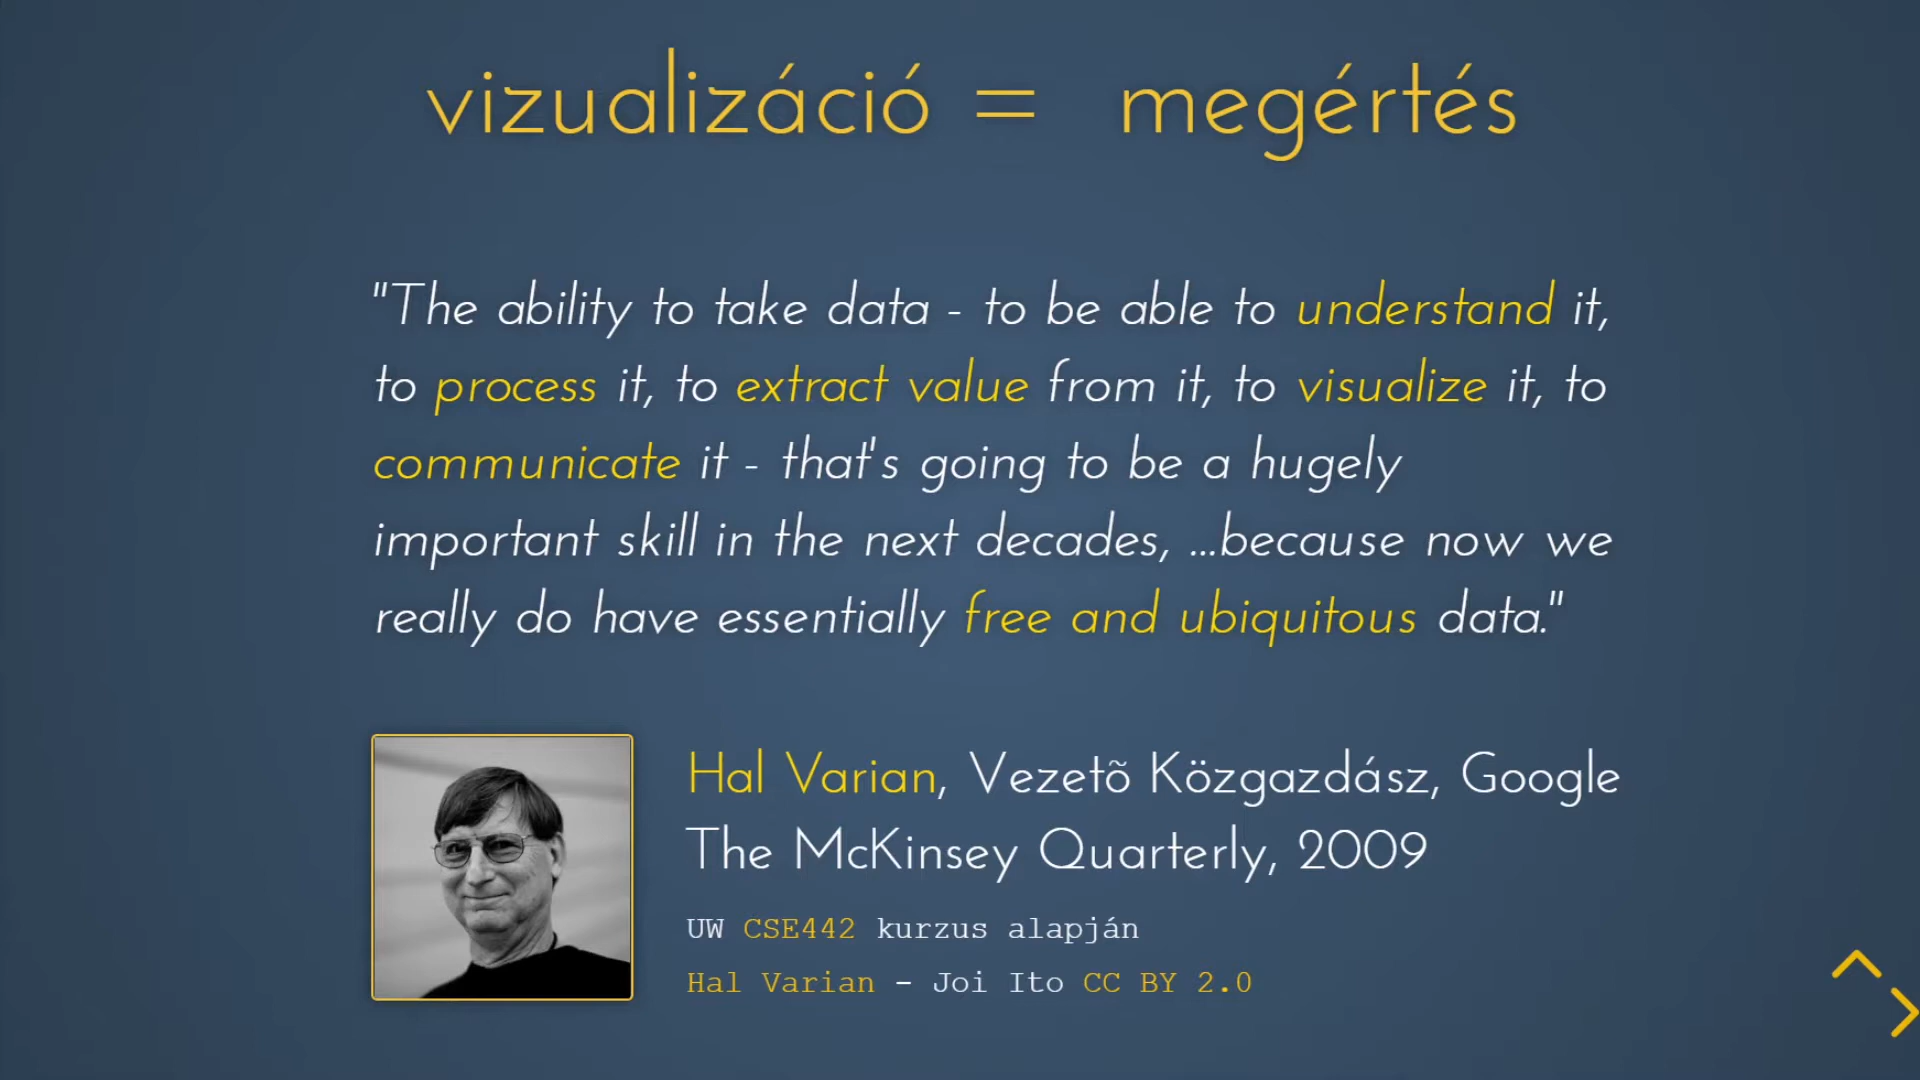 vizualizáció = megértés
"The ability to take data - to be able to understand it,
to process it, to extract value from it, to visualize it, to
communicate it - that's going to be a hugely
important skill in the next decades, ...because now we
really do have essentially free and ubiquitous data."
Hal Varian, Vezetõ Közgazdász, Google
The McKinsey Quarterly, 2009
UW CSE442 kurzus alapján
Hal Varian - Joi Ito CC BY 2.0